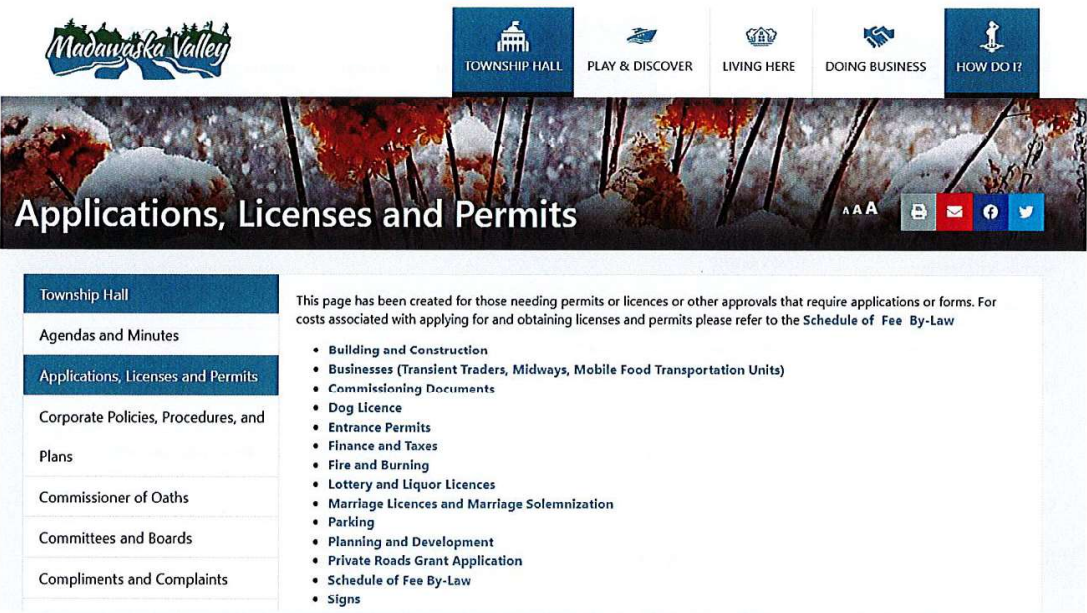 Madawaska Valley
TOWNSHIP HALL
PLAY & DISCOVER
LIVING HERE
DOING BUSINESS
HOW DO I?
Applications, Licenses and Permits
A A A
Township Hall
Agendas and Minutes
Applications, Licenses and Permits
Corporate Policies, Procedures, and
Plans
Commissioner of Oaths
Committees and Boards
Compliments and Complaints
This page has been created for those needing permits or licences or other approvals that require applications or forms. For
costs associated with applying for and obtaining licenses and permits please refer to the Schedule of Fee By-Law
• Building and Construction
• Businesses (Transient Traders, Midways, Mobile Food Transportation Units)
• Commissioning Documents
• Dog Licence
• Entrance Permits
• Finance and Taxes
• Fire and Burning
• Lottery and Liquor Licences
• Marriage Licences and Marriage Solemnization
• Parking
• Planning and Development
• Private Roads Grant Application
• Schedule of Fee By-Law
• Signs